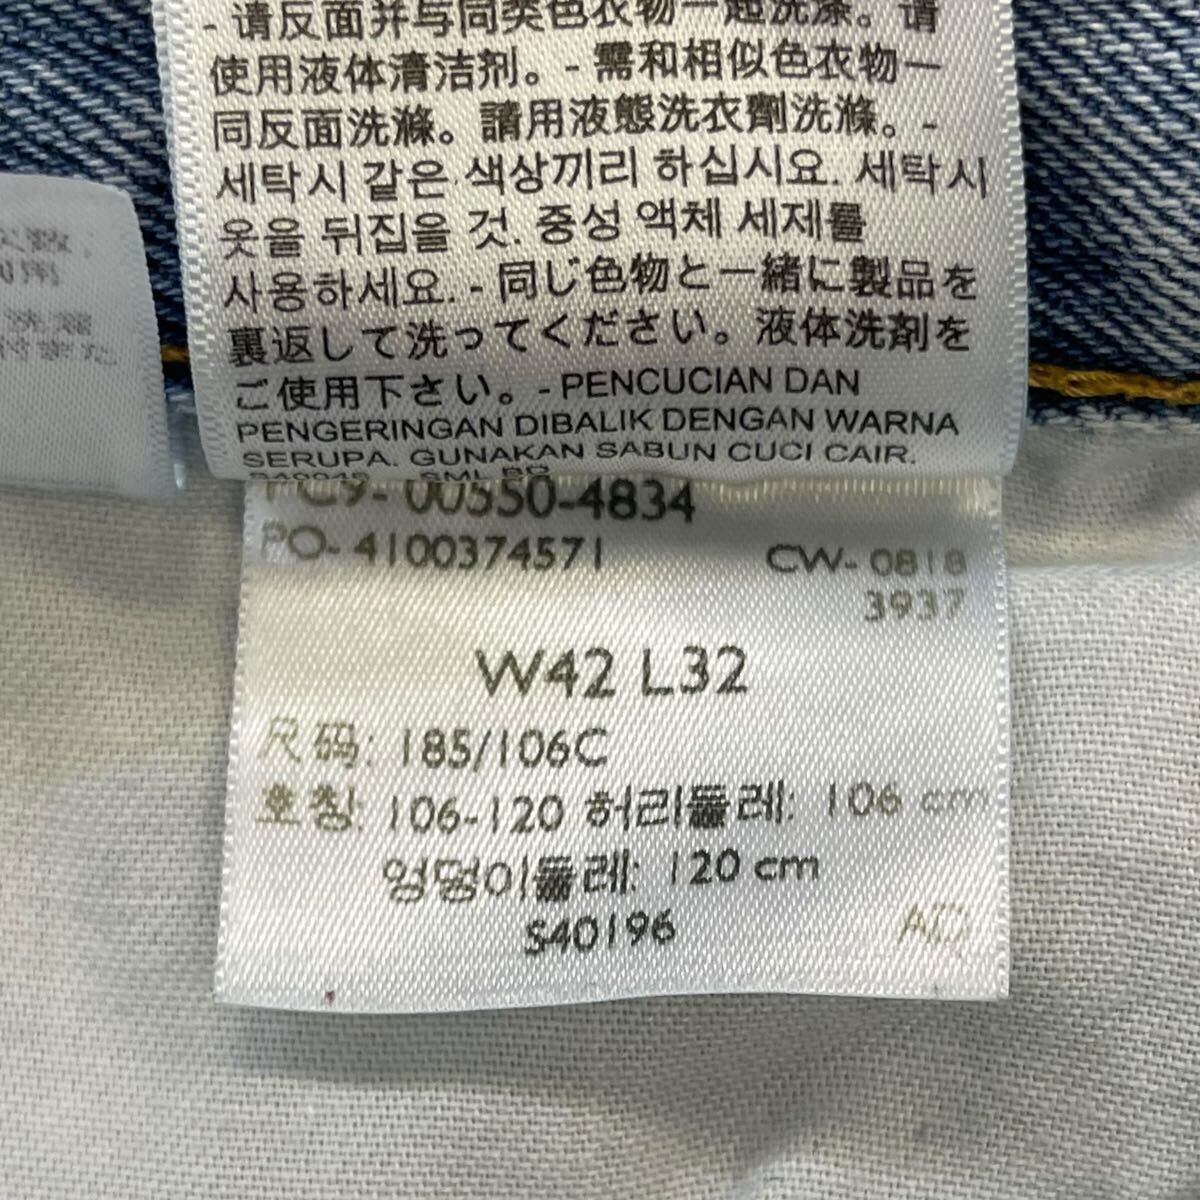 - 请反面并与同类色衣物一起洗涤。请
使用液体清洁剂。- 需和相似色衣物一
同反面洗滌。請用液態洗衣劑洗滌。-
세탁시 같은 색상끼리 하십시요. 세탁시
옷을 뒤집을 것. 중성 액체 세제를
사용하세요. - 同じ色物と一緒に製品を
裏返して洗ってください。液体洗剤を
ご使用下さい。- PENCUCIAN DAN
PENGERINGAN DIBALIK DENGAN WARNA
SERUPA. GUNAKAN SABUN CUCI CAIR.
PC9- 00550-4834
PO- 4100374571 CW- 0818
3937
W42 L32
尺码: 185/106C
호칭: 106-120 허리둘레: 106 cm
엉덩이둘레: 120 cm
S40196